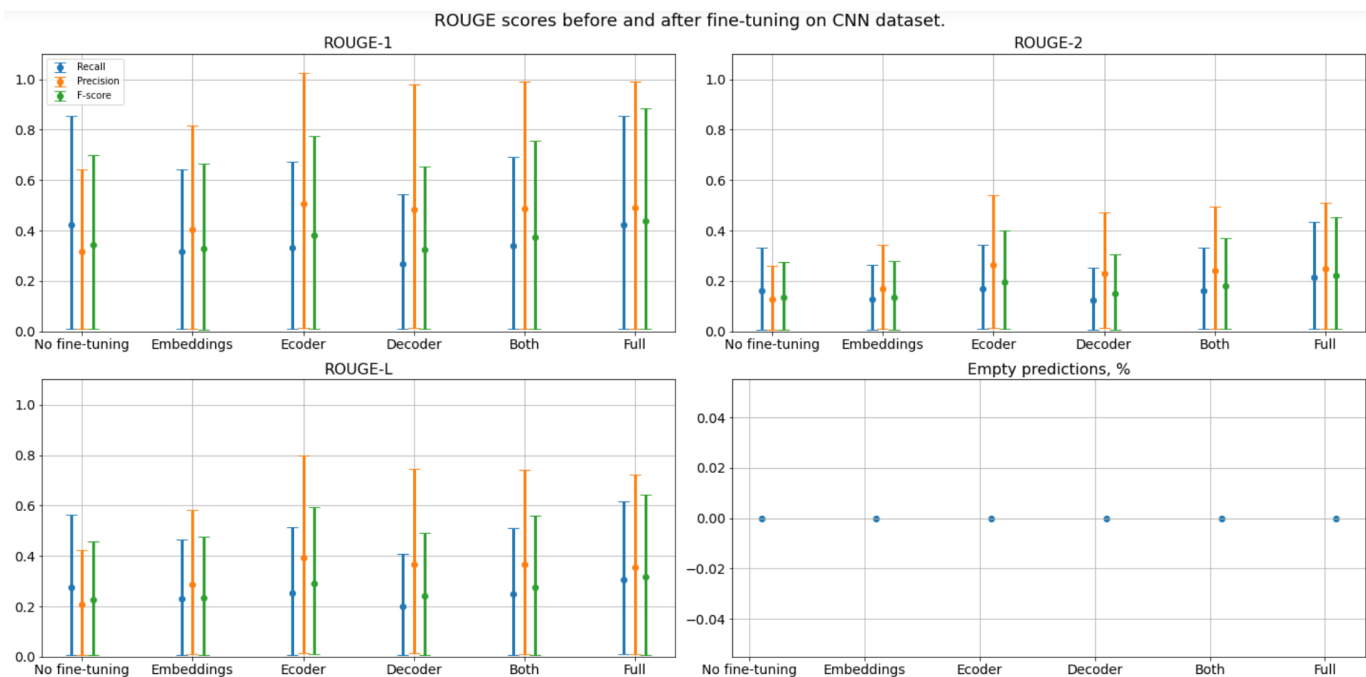 ROUGE scores before and after fine-tuning on CNN dataset.
ROUGE-1
Recall
Precision
F-score
1.0
0.8
0.6
0.4
0.2
0.0
No fine-tuning Embeddings Ecoder Decoder Both Full
ROUGE-2
1.0
0.8
0.6
0.4
0.2
0.0
No fine-tuning Embeddings Ecoder Decoder Both Full
ROUGE-L
1.0
0.8
0.6
0.4
0.2
0.0
No fine-tuning Embeddings Ecoder Decoder Both Full
Empty predictions, %
0.04
0.02
0.00
−0.02
−0.04
No fine-tuning Embeddings Ecoder Decoder Both Full